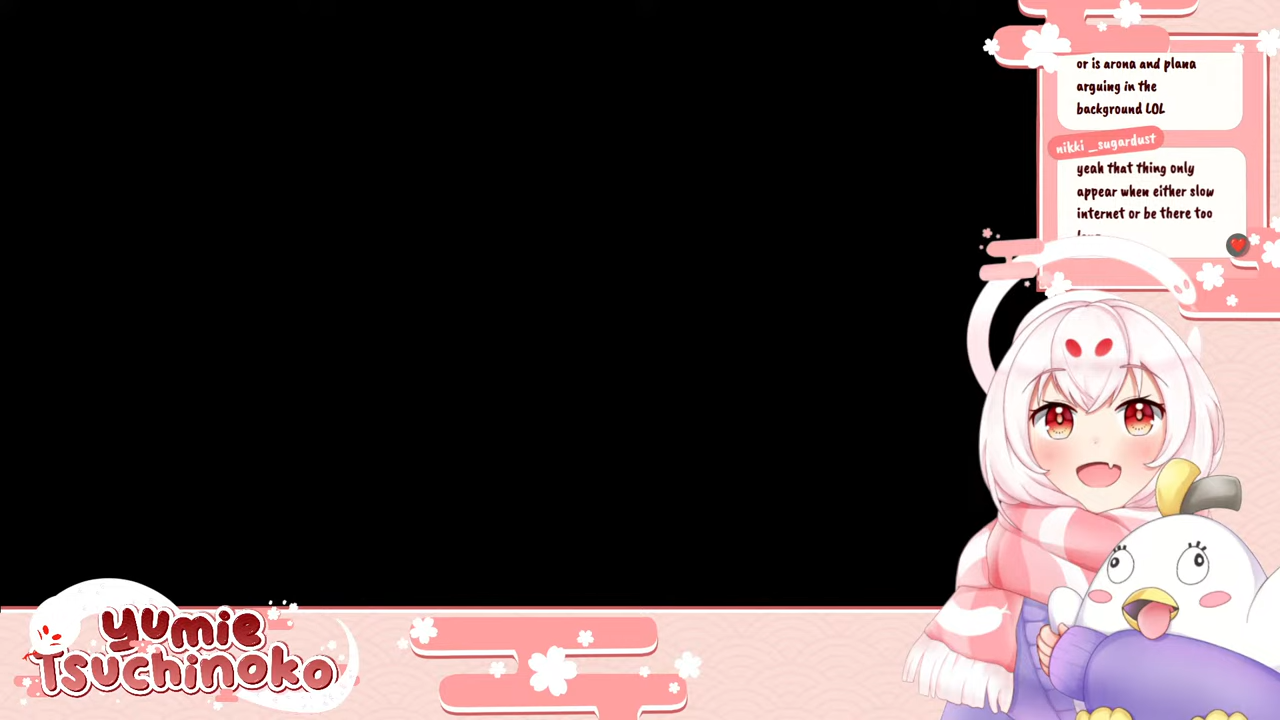 or is arona and plana
arguing in the
background LOL
nikki _sugardust
yeah that thing only
appear when either slow
internet or be there too
yumie
Tsuchinoko